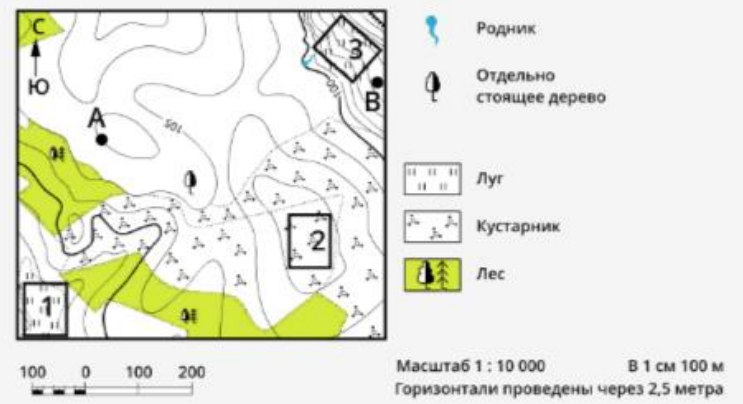 С
Ю
А
В
105
100
1
2
3
Родник
Отдельно
стоящее дерево
Луг
Кустарник
Лес
100 0 100 200
Масштаб 1 : 10 000 В 1 см 100 м
Горизонтали проведены через 2,5 метра